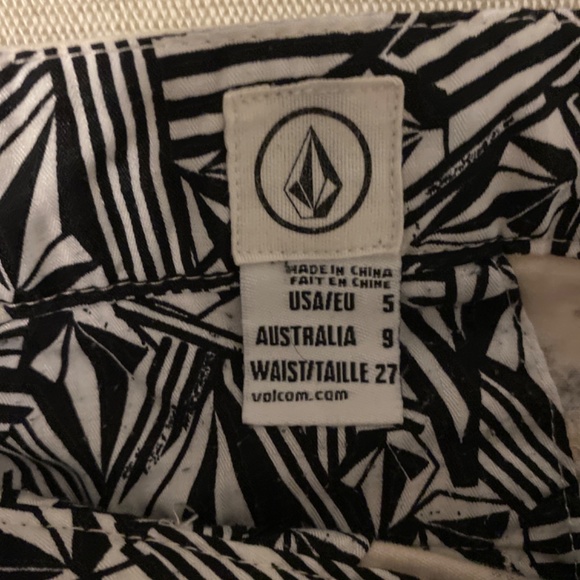 MADE IN CHINA
FAIT EN CHINE
USA/EU 5
AUSTRALIA 9
WAIST/TAILLE 27
volcom.com